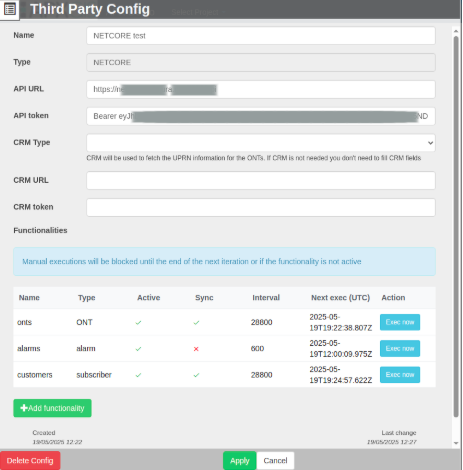 Third Party Config
Name
NETCORE test
Type
NETCORE
API URL
API token
CRM Type
CRM will be used to fetch the UPRN information for the ONTs. If CRM is not needed you don't need to fill CRM fields
CRM URL
CRM token
Functionalities
Manual executions will be blocked until the end of the next iteration or if the functionality is not active
Name Type Active Sync Interval Next exec (UTC) Action
onts ONT ✓ ✓ 28800 2025-05-
19T19:22:38.807Z Exec now
alarms alarm ✓ × 600 2025-05-
19T12:00:09.975Z Exec now
customers subscriber ✓ ✓ 28800 2025-05-
19T19:24:57.622Z Exec now
Add functionality
Created Last change
19/05/2025 12:22 19/05/2025 12:27
Delete Config Apply Cancel